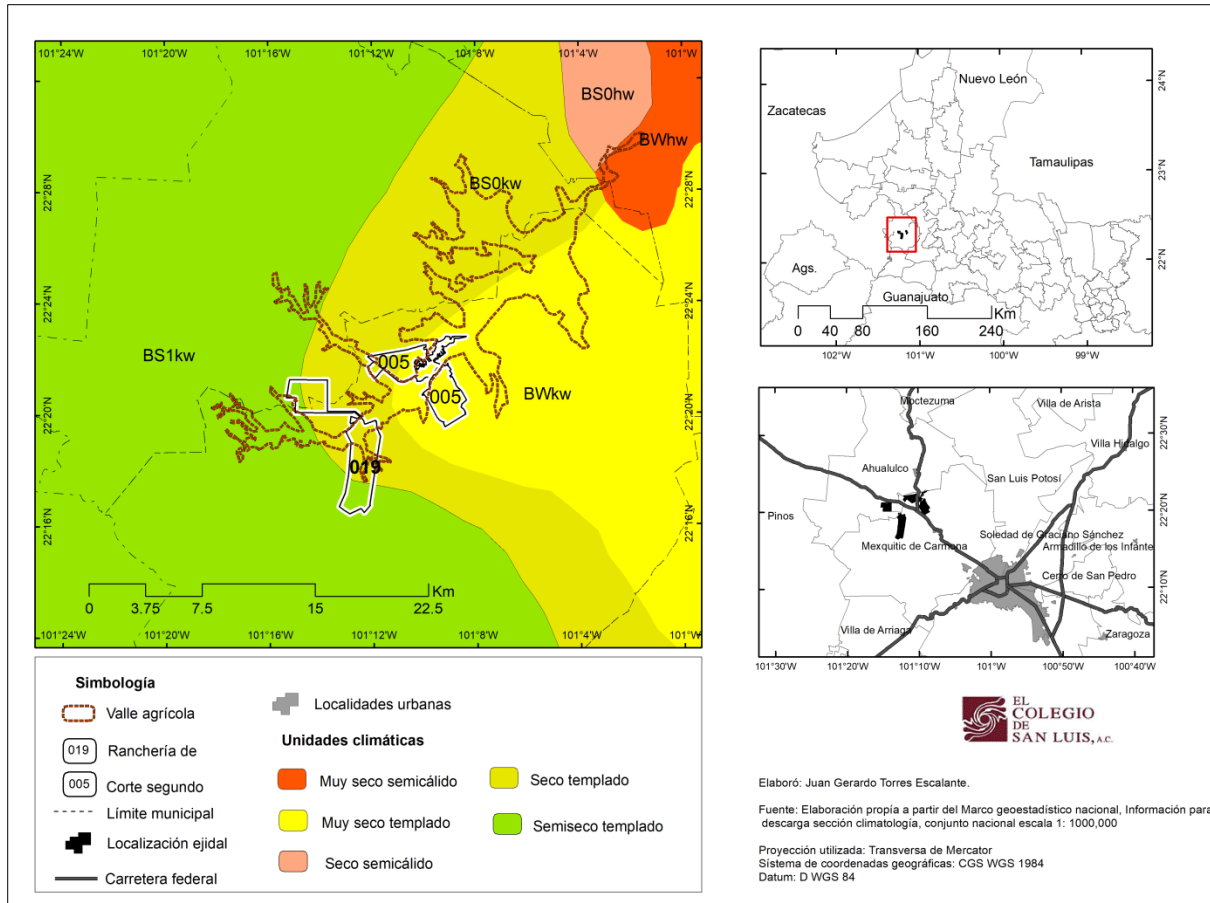 101°24'W 101°20'W 101°16'W 101°12'W 101°8'W 101°4'W 101°W
BS0hw
BWhw
BS0kw
22°28'N 22°28'N
22°24'N 22°24'N
BS1kw
005
005
BWkw
22°20'N 22°20'N
019
22°16'N 22°16'N
Km
0 3.75 7.5 15 22.5
101°24'W 101°20'W 101°16'W 101°12'W 101°8'W 101°4'W 101°W
Simbología
Valle agrícola
019 Ranchería de
005 Corte segundo
Límite municipal
Localización ejidal
Carretera federal
Localidades urbanas
Unidades climáticas
Muy seco semicálido
Muy seco templado
Seco semicálido
Seco templado
Semiseco templado
Nuevo León
24°N
Zacatecas
Tamaulipas
23°N
22°N
Ags.
Guanajuato
Km
0 40 80 160 240
102°W 101°W 100°W 99°W
Moctezuma
Villa de Arista
22°30'N
Villa Hidalgo
Ahualulco
San Luis Potosí
22°20'N
Pinos
Soledad de Graciano Sánchez
Mexquitic de Carmona
Armadillo de los Infante
Cerro de San Pedro
22°10'N
Villa de Arriaga
Zaragoza
101°30'W 101°20'W 101°10'W 101°W 100°50'W 100°40'W
EL
COLEGIO
DE
SAN LUIS, A.C.
Elaboró: Juan Gerardo Torres Escalante.
Fuente: Elaboración propía a partir del Marco geoestadístico nacional, Información para
descarga sección climatología, conjunto nacional escala 1: 1000,000
Proyección utilizada: Transversa de Mercator
Sístema de coordenadas geográficas: CGS WGS 1984
Datum: D WGS 84